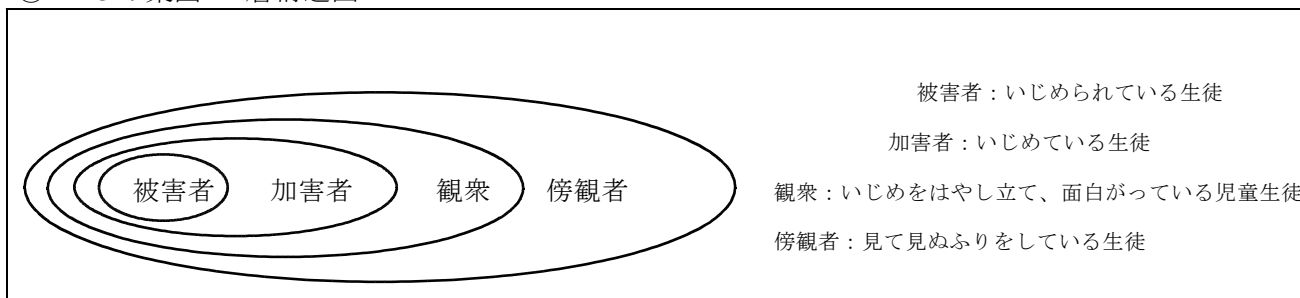 被害者 加害者 観衆 傍観者
被害者：いじめられている生徒
加害者：いじめている生徒
観衆：いじめをはやし立て、面白がっている児童生徒
傍観者：見て見ぬふりをしている生徒